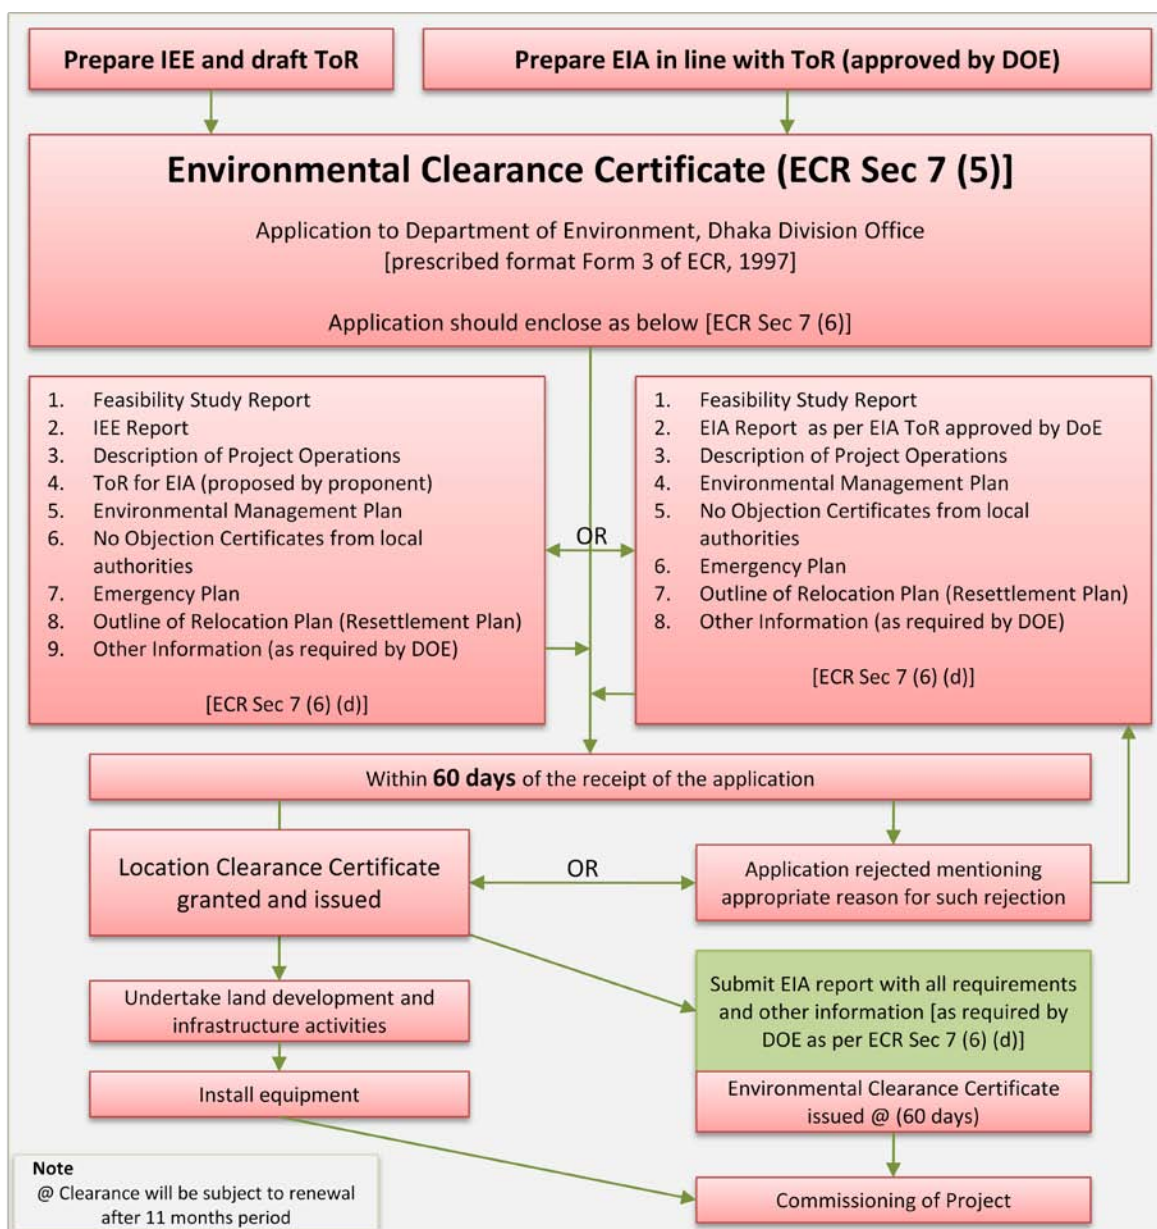 Prepare IEE and draft ToR
Prepare EIA in line with ToR (approved by DOE)
Environmental Clearance Certificate (ECR Sec 7 (5)]
Application to Department of Environment, Dhaka Division Office
[prescribed format Form 3 of ECR, 1997]
Application should enclose as below [ECR Sec 7 (6)]
1. Feasibility Study Report
2. IEE Report
3. Description of Project Operations
4. ToR for EIA (proposed by proponent)
5. Environmental Management Plan
6. No Objection Certificates from local
authorities
7. Emergency Plan
8. Outline of Relocation Plan (Resettlement Plan)
9. Other Information (as required by DOE)
[ECR Sec 7 (6) (d)]
OR
1. Feasibility Study Report
2. EIA Report as per EIA ToR approved by DoE
3. Description of Project Operations
4. Environmental Management Plan
5. No Objection Certificates from local
authorities
6. Emergency Plan
7. Outline of Relocation Plan (Resettlement Plan)
8. Other Information (as required by DOE)
[ECR Sec 7 (6) (d)]
Within 60 days of the receipt of the application
Location Clearance Certificate
granted and issued
OR
Application rejected mentioning
appropriate reason for such rejection
Undertake land development and
infrastructure activities
Submit EIA report with all requirements
and other information [as required by
DOE as per ECR Sec 7 (6) (d)]
Install equipment
Environmental Clearance Certificate
issued @ (60 days)
Note
@ Clearance will be subject to renewal
after 11 months period
Commissioning of Project